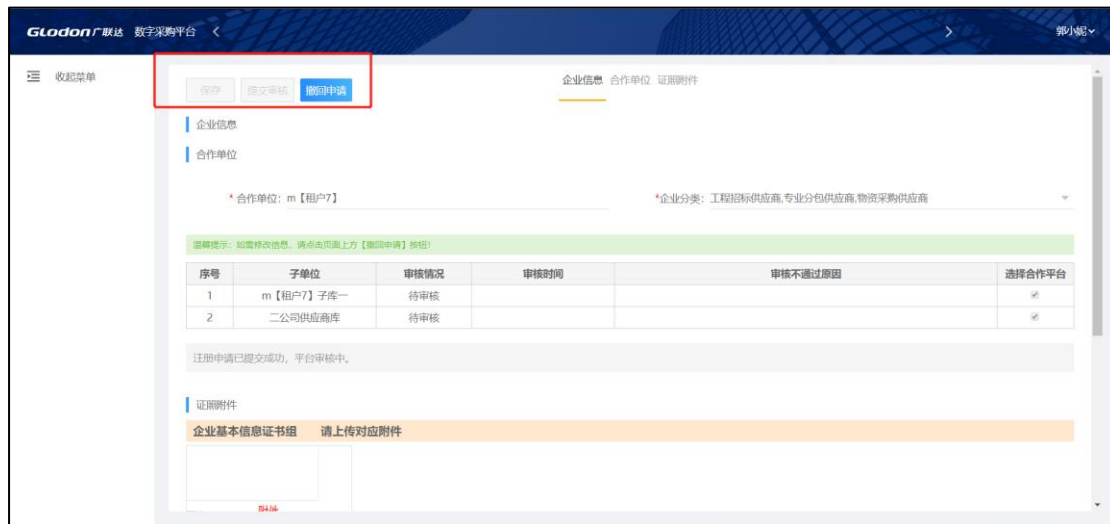 GLodon广联达 数字采购平台 < > 郭小妮
收起菜单
保存 提交审核 撤回申请 企业信息 合作单位 证照附件
企业信息
合作单位
* 合作单位: m【租户7】 *企业分类: 工程招标供应商,专业分包供应商,物资采购供应商
温馨提示: 如需修改信息, 请点击页面上方【撤回申请】按钮!
序号 子单位 审核情况 审核时间 审核不通过原因 选择合作平台
1 m【租户7】子库一 待审核
2 二公司供应商库 待审核
注册申请已提交成功, 平台审核中。
证照附件
企业基本信息证书组 请上传对应附件
附件